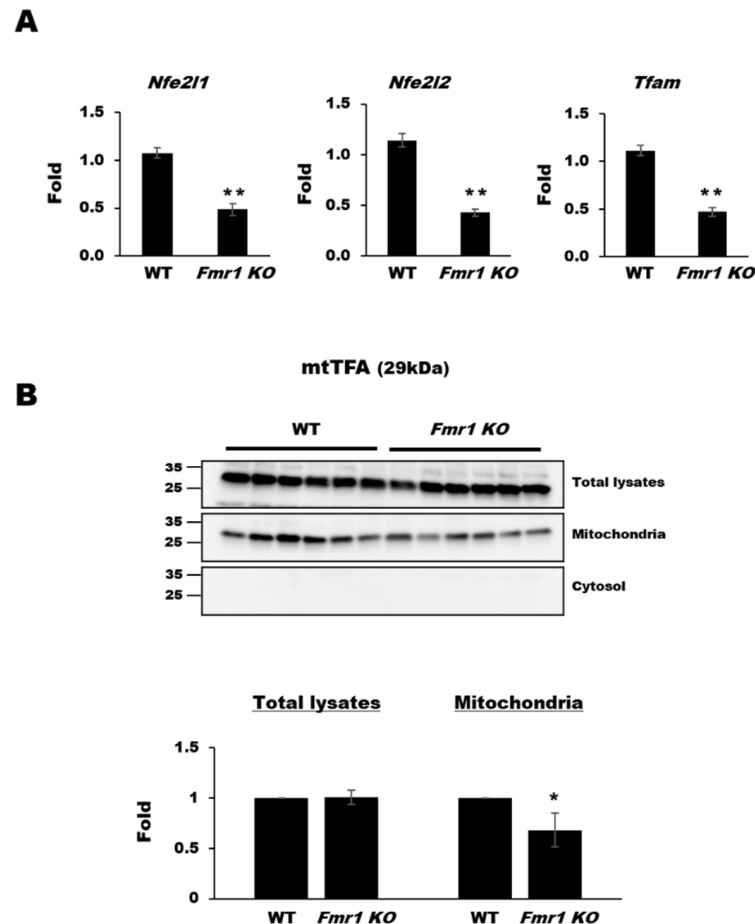 A
Nfe2l1
Nfe2l2
Tfam
Fold
1.5
1.0
0.5
0.0
**
WT
Fmr1 KO
Fold
1.5
1.0
0.5
0.0
**
WT
Fmr1 KO
Fold
1.5
1.0
0.5
0.0
**
WT
Fmr1 KO
mtTFA (29kDa)
B
WT
Fmr1 KO
35
25
Total lysates
35
25
Mitochondria
35
25
Cytosol
Total lysates
Mitochondria
Fold
1.5
1
0.5
0
*
WT
Fmr1 KO
WT
Fmr1 KO